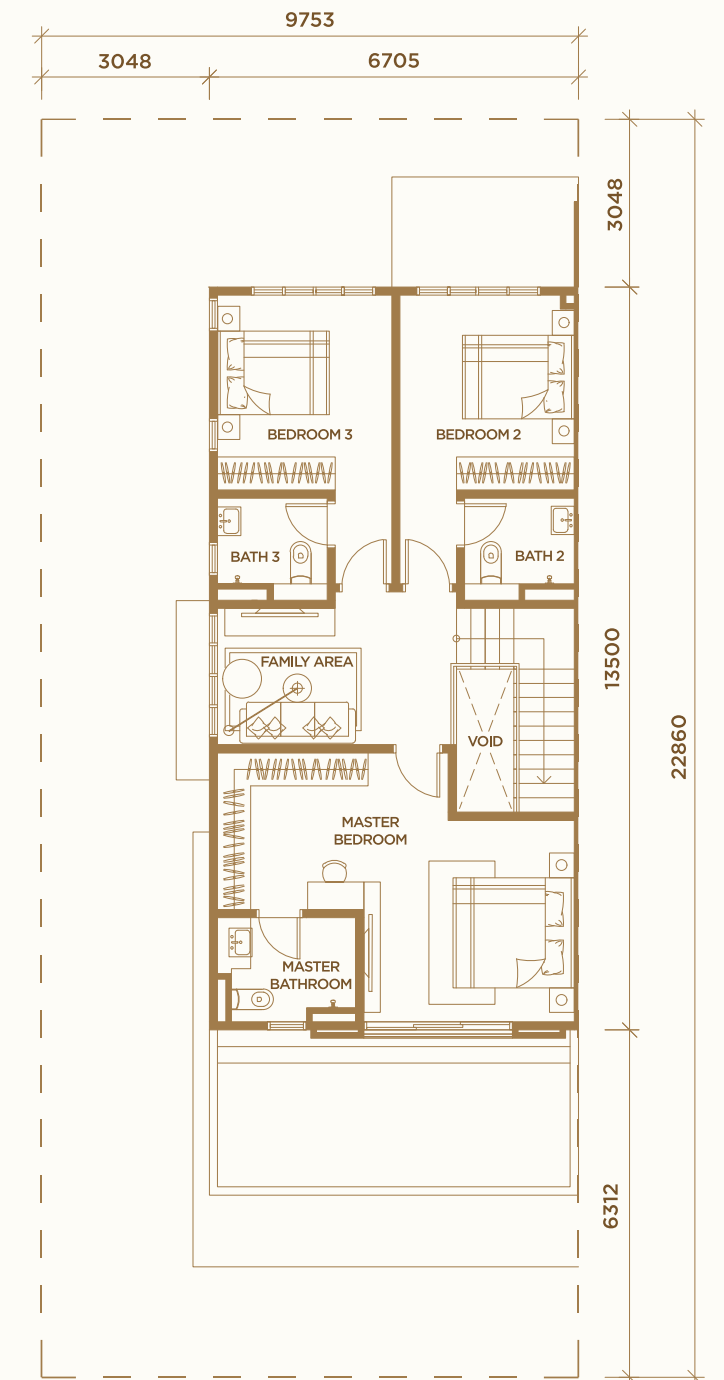 9753
3048
6705
3048
BEDROOM 3
BEDROOM 2
BATH 3
BATH 2
13500
FAMILY AREA
22860
VOID
MASTER
BEDROOM
MASTER
BATHROOM
6312